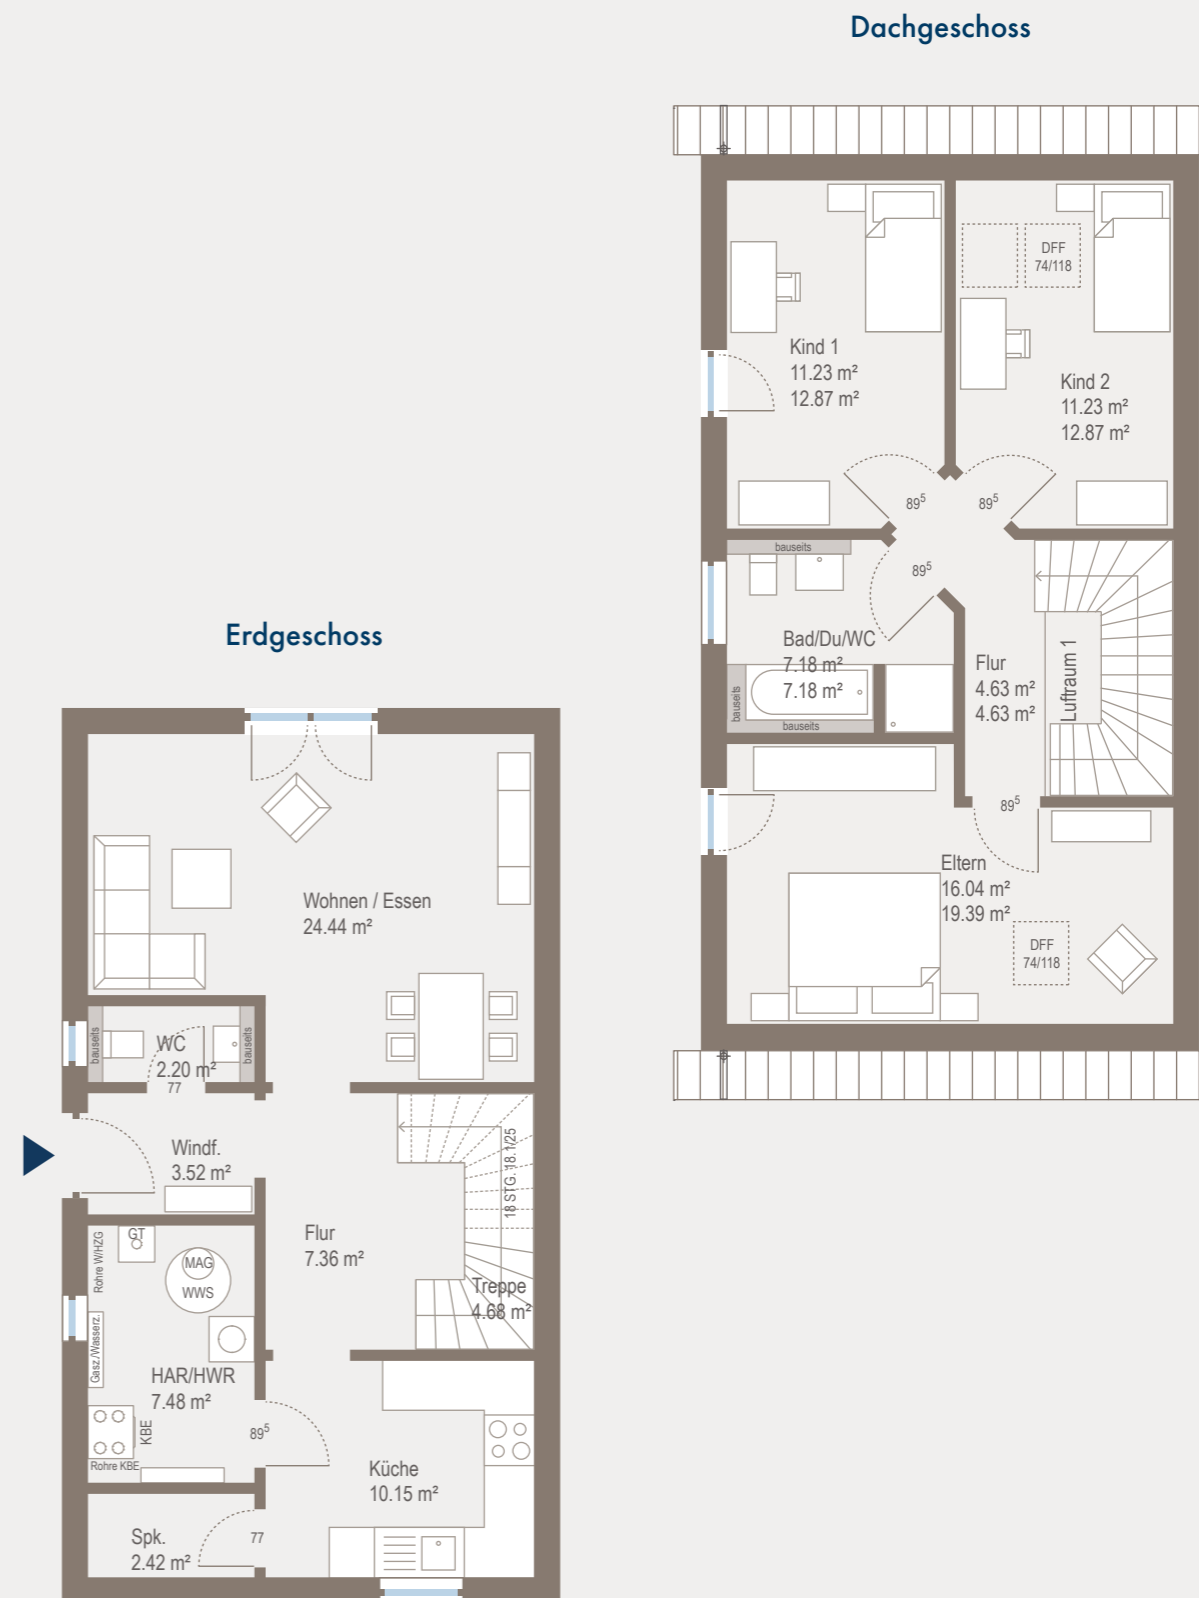 Dachgeschoss
DFF
74/118
Kind 1
11.23 m²
12.87 m²
Kind 2
11.23 m²
12.87 m²
89⁵
89⁵
bauseits
89⁵
Bad/Du/WC
7.18 m²
7.18 m²
bauseits
bauseits
Flur
4.63 m²
4.63 m²
Luftraum 1
89⁵
Eltern
16.04 m²
19.39 m²
DFF
74/118
Erdgeschoss
Wohnen / Essen
24.44 m²
bauseits
WC
2.20 m²
bauseits
77
Windf.
3.52 m²
18 STG. 18.1/25
Flur
7.36 m²
Treppe
4.68 m²
Rohre W/HZG
GT
MAG
WWS
Gasz./Wasserz.
HAR/HWR
7.48 m²
KBE
Rohre KBE
89⁵
Küche
10.15 m²
Spk.
2.42 m²
77